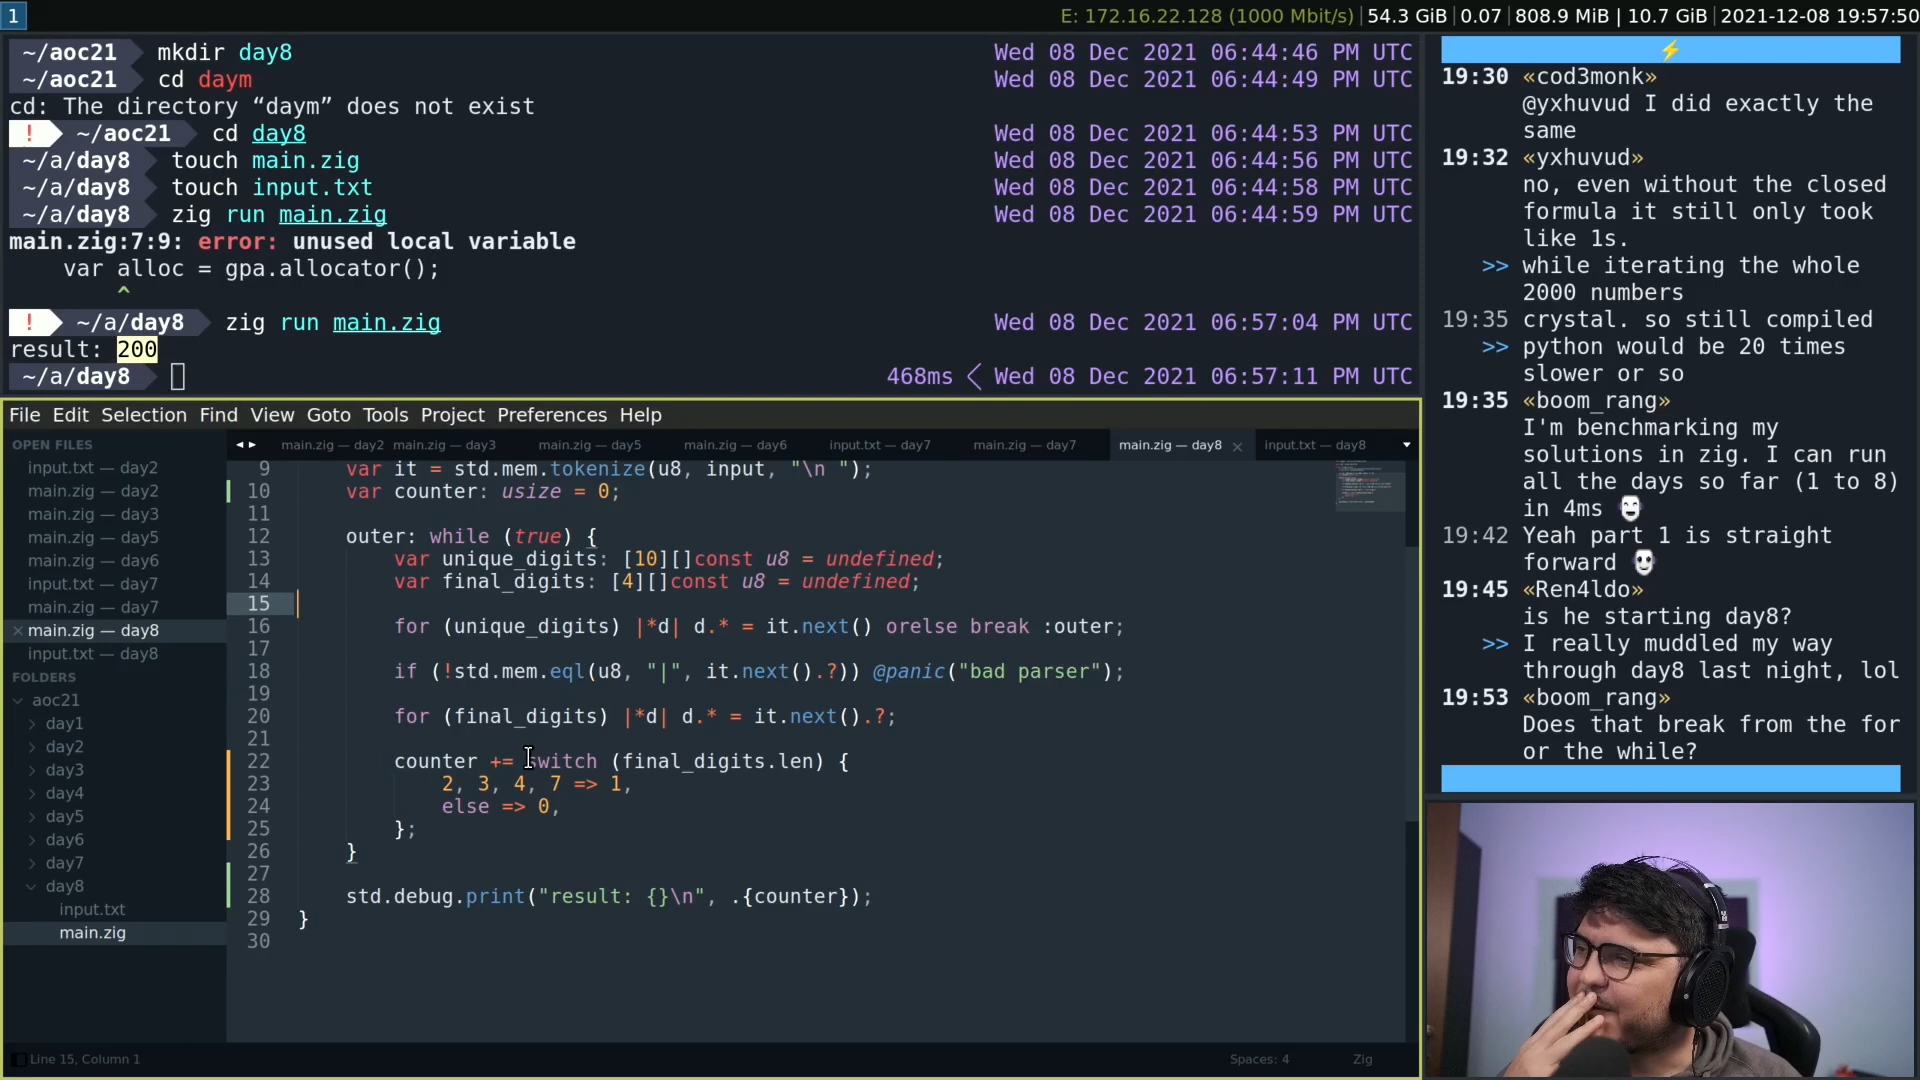 1
E: 172.16.22.128 (1000 Mbit/s) | 54.3 GiB | 0.07 | 808.9 MiB | 10.7 GiB | 2021-12-08 19:57:50
~/aoc21 mkdir day8 Wed 08 Dec 2021 06:44:46 PM UTC
~/aoc21 cd daym Wed 08 Dec 2021 06:44:49 PM UTC
cd: The directory “daym” does not exist
! ~/aoc21 cd day8 Wed 08 Dec 2021 06:44:53 PM UTC
~/a/day8 touch main.zig Wed 08 Dec 2021 06:44:56 PM UTC
~/a/day8 touch input.txt Wed 08 Dec 2021 06:44:58 PM UTC
~/a/day8 zig run main.zig Wed 08 Dec 2021 06:44:59 PM UTC
main.zig:7:9: error: unused local variable
    var alloc = gpa.allocator();
        ^
! ~/a/day8 zig run main.zig Wed 08 Dec 2021 06:57:04 PM UTC
result: 200
~/a/day8 468ms < Wed 08 Dec 2021 06:57:11 PM UTC
File Edit Selection Find View Goto Tools Project Preferences Help
OPEN FILES
input.txt — day2
main.zig — day2
main.zig — day3
main.zig — day5
main.zig — day6
input.txt — day7
main.zig — day7
× main.zig — day8
input.txt — day8
FOLDERS
aoc21
day1
day2
day3
day4
day5
day6
day7
day8
input.txt
main.zig
main.zig — day2 main.zig — day3 main.zig — day5 main.zig — day6 input.txt — day7 main.zig — day7 main.zig — day8 × input.txt — day8
9     var it = std.mem.tokenize(u8, input, "\n ");
10     var counter: usize = 0;
11
12     outer: while (true) {
13         var unique_digits: [10][]const u8 = undefined;
14         var final_digits: [4][]const u8 = undefined;
15
16         for (unique_digits) |*d| d.* = it.next() orelse break :outer;
17
18         if (!std.mem.eql(u8, "|", it.next().?)) @panic("bad parser");
19
20         for (final_digits) |*d| d.* = it.next().?;
21
22         counter += switch (final_digits.len) {
23             2, 3, 4, 7 => 1,
24             else => 0,
25         };
26     }
27
28     std.debug.print("result: {}\n", .{counter});
29 }
30
Line 15, Column 1 Spaces: 4 Zig
19:30 «cod3monk»
@yxhuvud I did exactly the
same
19:32 «yxhuvud»
no, even without the closed
formula it still only took
like 1s.
>> while iterating the whole
2000 numbers
19:35 crystal. so still compiled
>> python would be 20 times
slower or so
19:35 «boom_rang»
I'm benchmarking my
solutions in zig. I can run
all the days so far (1 to 8)
in 4ms
19:42 Yeah part 1 is straight
forward
19:45 «Ren4ldo»
is he starting day8?
>> I really muddled my way
through day8 last night, lol
19:53 «boom_rang»
Does that break from the for
or the while?